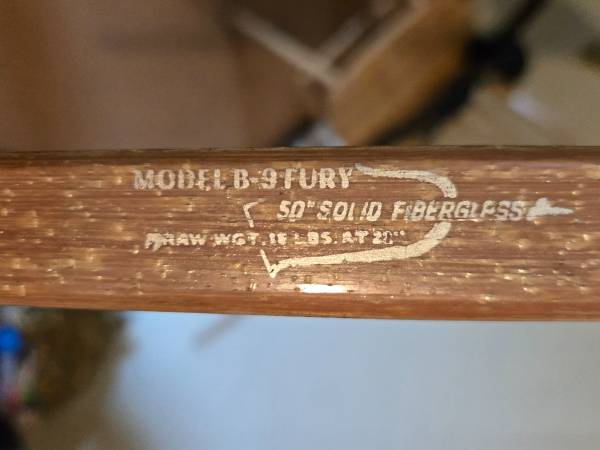 MODEL B-9 FURY
50" SOLID FIBERGLASS
DRAW WGT. LBS. AT